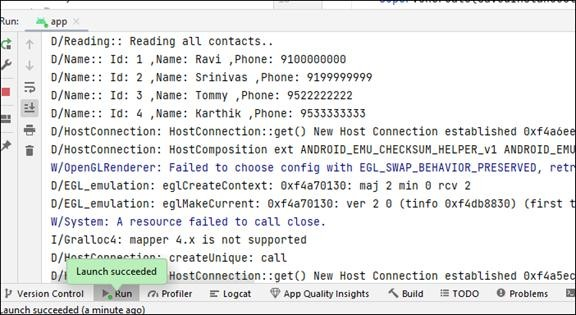 Run:
app
D/Reading:: Reading all contacts..
D/Name:: Id: 1 ,Name: Ravi ,Phone: 9100000000
D/Name:: Id: 2 ,Name: Srinivas ,Phone: 9199999999
D/Name:: Id: 3 ,Name: Tommy ,Phone: 9522222222
D/Name:: Id: 4 ,Name: Karthik ,Phone: 9533333333
D/HostConnection: HostConnection::get() New Host Connection established
D/HostConnection: HostComposition ext ANDROID_EMU_CHECKSUM_HELPER_v1
W/OpenGLRenderer: Failed to choose config with EGL_SWAP_BEHAVIOR_PRESERVED, retr
D/EGL_emulation: eglCreateContext: 0xf4a70130: maj 2 min 0 rcv 2
D/EGL_emulation: eglMakeCurrent: 0xf4a70130: ver 2 0 (tinfo 0xf4db8830) (first t
W/System: A resource failed to call close.
I/Gralloc4: mapper 4.x is not supported
D/HostConnection: createUnique: call
HostConnection::get() New Host Connection established
Launch succeeded
Version Control Run Profiler Logcat App Quality Insights Build TODO Problems
Launch succeeded (a minute ago)